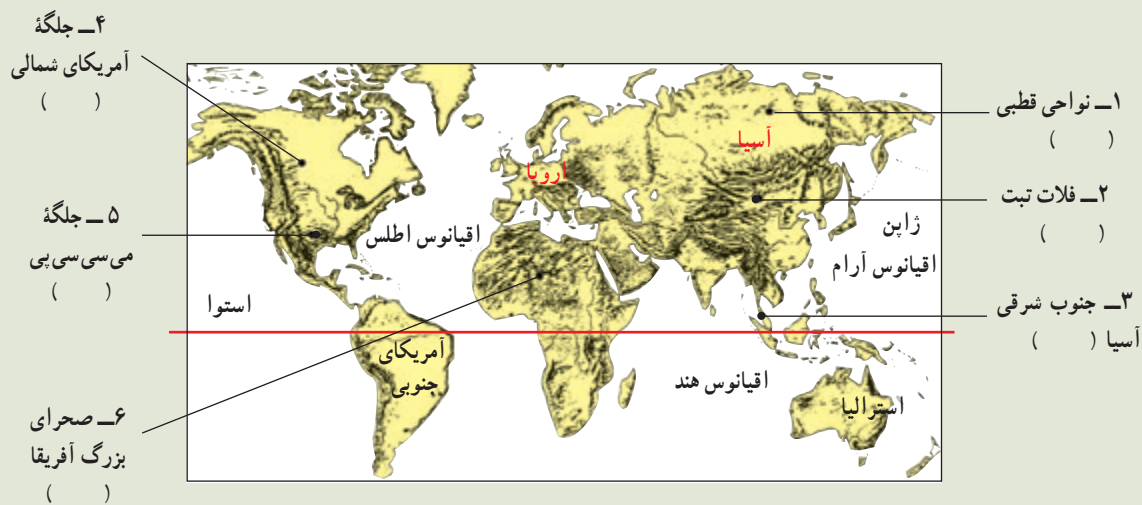 ۱ــ نواحی قطبی
(        )
۲ــ فلات تبت
(        )
۳ــ جنوب شرقی
آسیا (        )
۴ــ جلگهٔ
آمریکای شمالی
(        )
۵ ــ جلگهٔ
می‌سی‌سی‌پی
(        )
۶ــ صحرای
بزرگ آفریقا
(        )
آسیا
اروپا
ژاپن
اقیانوس آرام
اقیانوس اطلس
استوا
آمریکای
جنوبی
اقیانوس هند
استرالیا